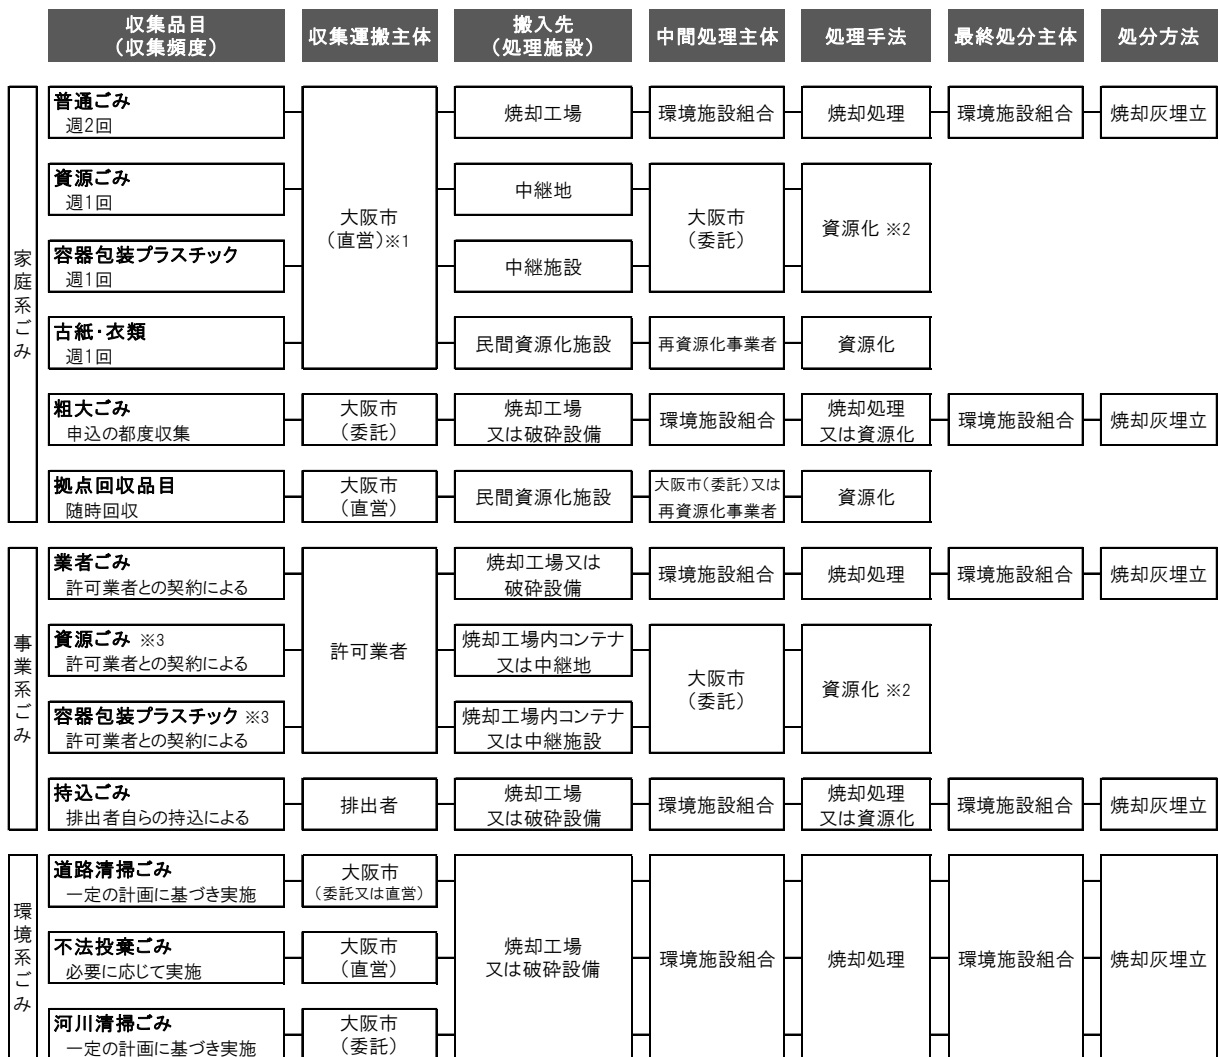 収集品目
（収集頻度）
収集運搬主体
搬入先
（処理施設）
中間処理主体
処理手法
最終処分主体
処分方法
家庭系ごみ
普通ごみ
週2回
大阪市
（直営）※1
焼却工場
環境施設組合
焼却処理
環境施設組合
焼却灰埋立
資源ごみ
週1回
中継地
大阪市
（委託）
資源化 ※2
容器包装プラスチック
週1回
中継施設
古紙・衣類
週1回
民間資源化施設
再資源化事業者
資源化
粗大ごみ
申込の都度収集
大阪市
（委託）
焼却工場
又は破砕設備
環境施設組合
焼却処理
又は資源化
環境施設組合
焼却灰埋立
拠点回収品目
随時回収
大阪市
（直営）
民間資源化施設
大阪市（委託）又は
再資源化事業者
資源化
事業系ごみ
業者ごみ
許可業者との契約による
許可業者
焼却工場又は
破砕設備
環境施設組合
焼却処理
環境施設組合
焼却灰埋立
資源ごみ ※3
許可業者との契約による
焼却工場内コンテナ
又は中継地
大阪市
（委託）
資源化 ※2
容器包装プラスチック ※3
許可業者との契約による
焼却工場内コンテナ
又は中継施設
持込ごみ
排出者自らの持込による
排出者
焼却工場
又は破砕設備
環境施設組合
焼却処理
又は資源化
環境施設組合
焼却灰埋立
環境系ごみ
道路清掃ごみ
一定の計画に基づき実施
大阪市
（委託又は直営）
不法投棄ごみ
必要に応じて実施
大阪市
（直営）
焼却工場
又は破砕設備
環境施設組合
焼却処理
環境施設組合
焼却灰埋立
河川清掃ごみ
一定の計画に基づき実施
大阪市
（委託）